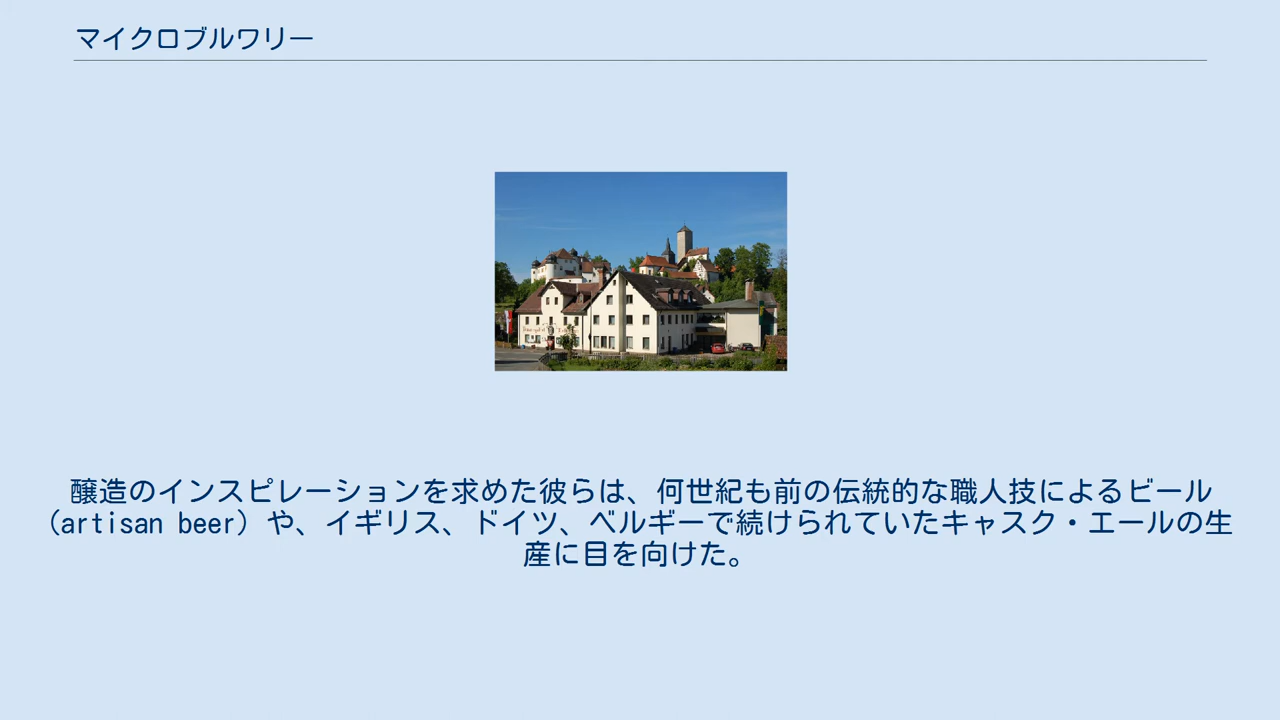 マイクロブルワリー
醸造のインスピレーションを求めた彼らは、何世紀も前の伝統的な職人技によるビール
（artisan beer）や、イギリス、ドイツ、ベルギーで続けられていたキャスク・エールの生
産に目を向けた。